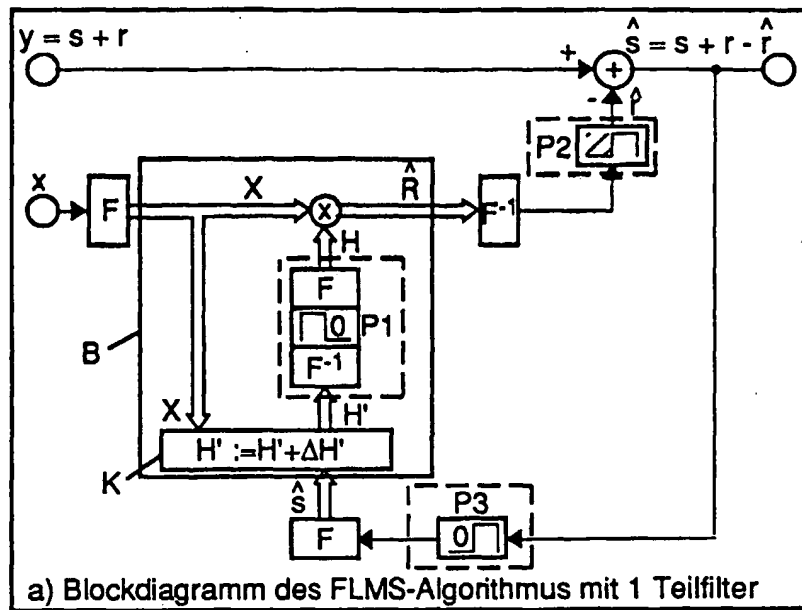 y = s + r
+
+
ŝ = s + r - r̂
-
r̂
P2
x
F
X
x
R̂
F⁻¹
H
F
0
P1
F⁻¹
B
X
H'
H' :=H'+ΔH'
K
ŝ
P3
F
0
a) Blockdiagramm des FLMS-Algorithmus mit 1 Teilfilter